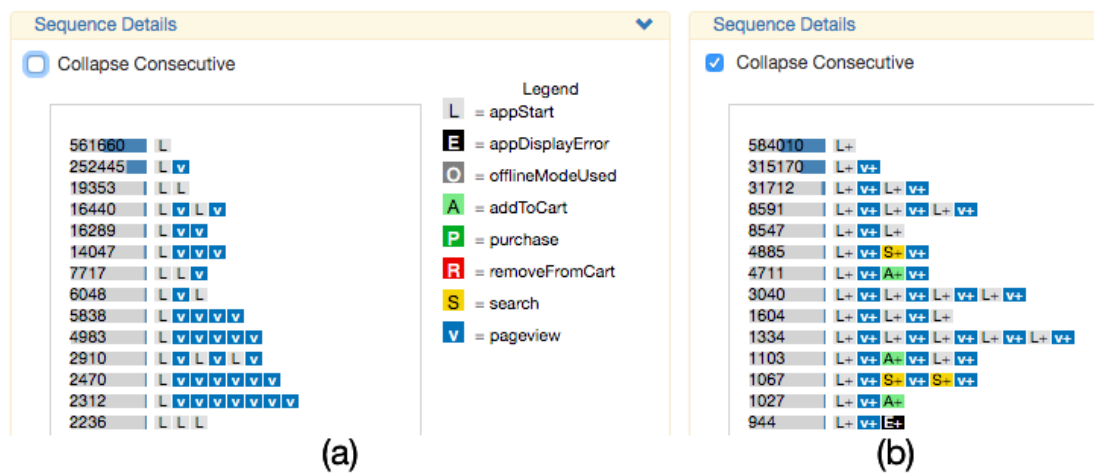 Sequence Details
Collapse Consecutive
561660 L
252445 L v
19353 L L
16440 L v L v
16289 L v v
14047 L v v v
7717 L L v
6048 L v L
5838 L v v v v
4983 L v v v v v
2910 L v L v L v
2470 L v v v v v v
2312 L v v v v v v v
2236 L L L
Legend
L = appStart
E = appDisplayError
O = offlineModeUsed
A = addToCart
P = purchase
R = removeFromCart
S = search
v = pageview
(a)
Sequence Details
Collapse Consecutive
584010 L+
315170 L+ v+
31712 L+ v+ L+ v+
8591 L+ v+ L+ v+ L+ v+
8547 L+ v+ L+
4885 L+ v+ S+ v+
4711 L+ v+ A+ v+
3040 L+ v+ L+ v+ L+ v+ L+ v+
1604 L+ v+ L+ v+ L+
1334 L+ v+ L+ v+ L+ v+ L+ v+ L+ v+
1103 L+ v+ A+ v+ L+ v+
1067 L+ v+ S+ v+ S+ v+
1027 L+ v+ A+
944 L+ v+ E+
(b)